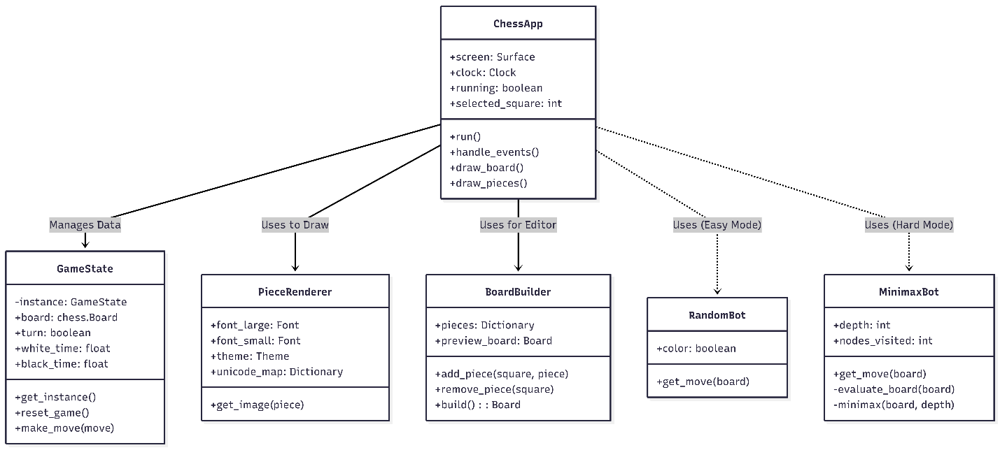 ChessApp
+screen: Surface
+clock: Clock
+running: boolean
+selected_square: int
+run()
+handle_events()
+draw_board()
+draw_pieces()
Manages Data
Uses to Draw
Uses for Editor
Uses (Easy Mode)
Uses (Hard Mode)
GameState
-instance: GameState
+board: chess.Board
+turn: boolean
+white_time: float
+black_time: float
+get_instance()
+reset_game()
+make_move(move)
PieceRenderer
+font_large: Font
+font_small: Font
+theme: Theme
+unicode_map: Dictionary
+get_image(piece)
BoardBuilder
+pieces: Dictionary
+preview_board: Board
+add_piece(square, piece)
+remove_piece(square)
+build() : : Board
RandomBot
+color: boolean
+get_move(board)
MinimaxBot
+depth: int
+nodes_visited: int
+get_move(board)
-evaluate_board(board)
-minimax(board, depth)